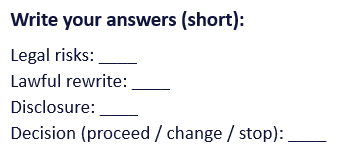 Write your answers (short):
Legal risks: ____
Lawful rewrite: ____
Disclosure: ____
Decision (proceed / change / stop): ____